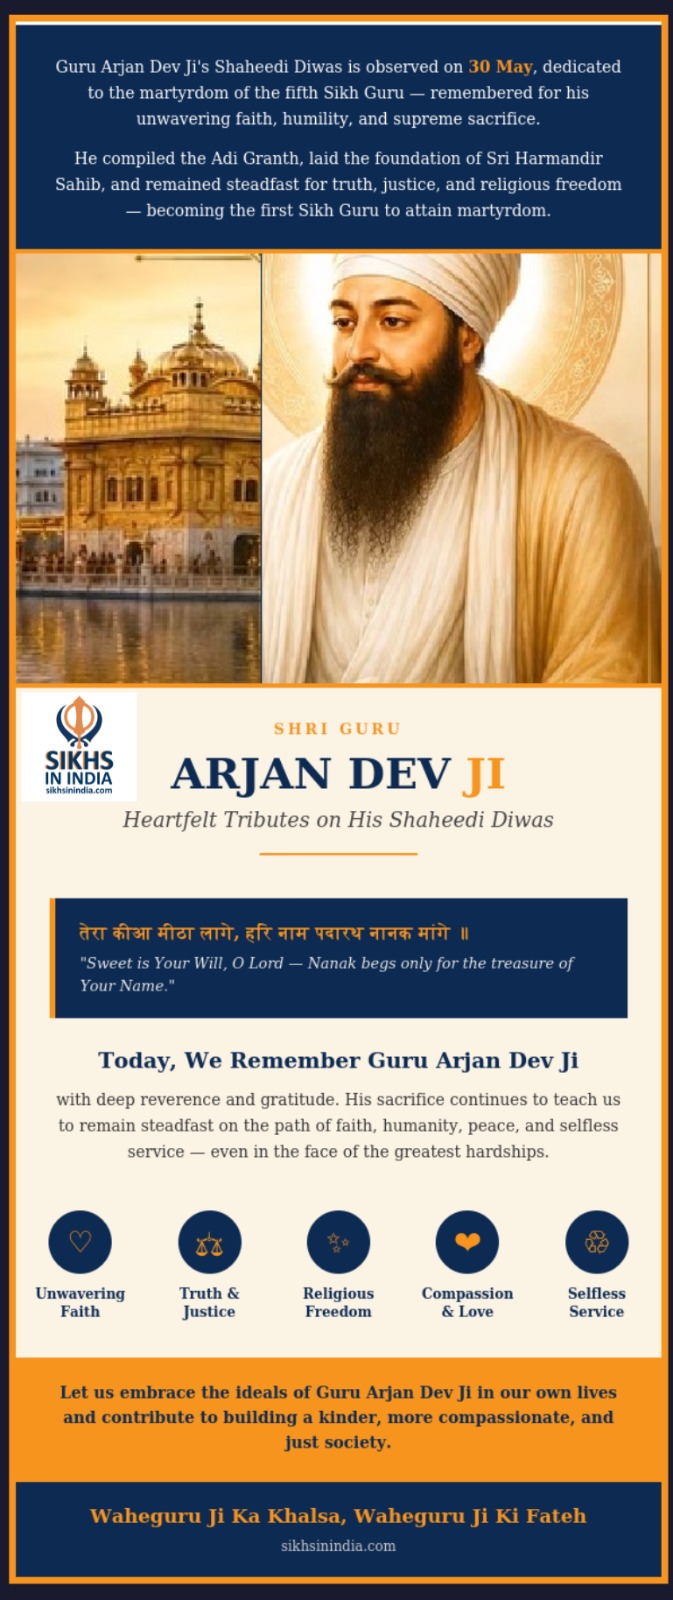 Guru Arjan Dev Ji's Shaheedi Diwas is observed on 30 May, dedicated
to the martyrdom of the fifth Sikh Guru — remembered for his
unwavering faith, humility, and supreme sacrifice.
He compiled the Adi Granth, laid the foundation of Sri Harmandir
Sahib, and remained steadfast for truth, justice, and religious freedom
— becoming the first Sikh Guru to attain martyrdom.
SIKHS
IN INDIA
sikhsinindia.com
SHRI GURU
ARJAN DEV JI
Heartfelt Tributes on His Shaheedi Diwas
तेरा कीआ मीठा लागे, हरि नाम पदारथ नानक मांगे ॥
"Sweet is Your Will, O Lord — Nanak begs only for the treasure of
Your Name."
Today, We Remember Guru Arjan Dev Ji
with deep reverence and gratitude. His sacrifice continues to teach us
to remain steadfast on the path of faith, humanity, peace, and selfless
service — even in the face of the greatest hardships.
Unwavering
Faith
Truth &
Justice
Religious
Freedom
Compassion
& Love
Selfless
Service
Let us embrace the ideals of Guru Arjan Dev Ji in our own lives
and contribute to building a kinder, more compassionate, and
just society.
Waheguru Ji Ka Khalsa, Waheguru Ji Ki Fateh
sikhsinindia.com